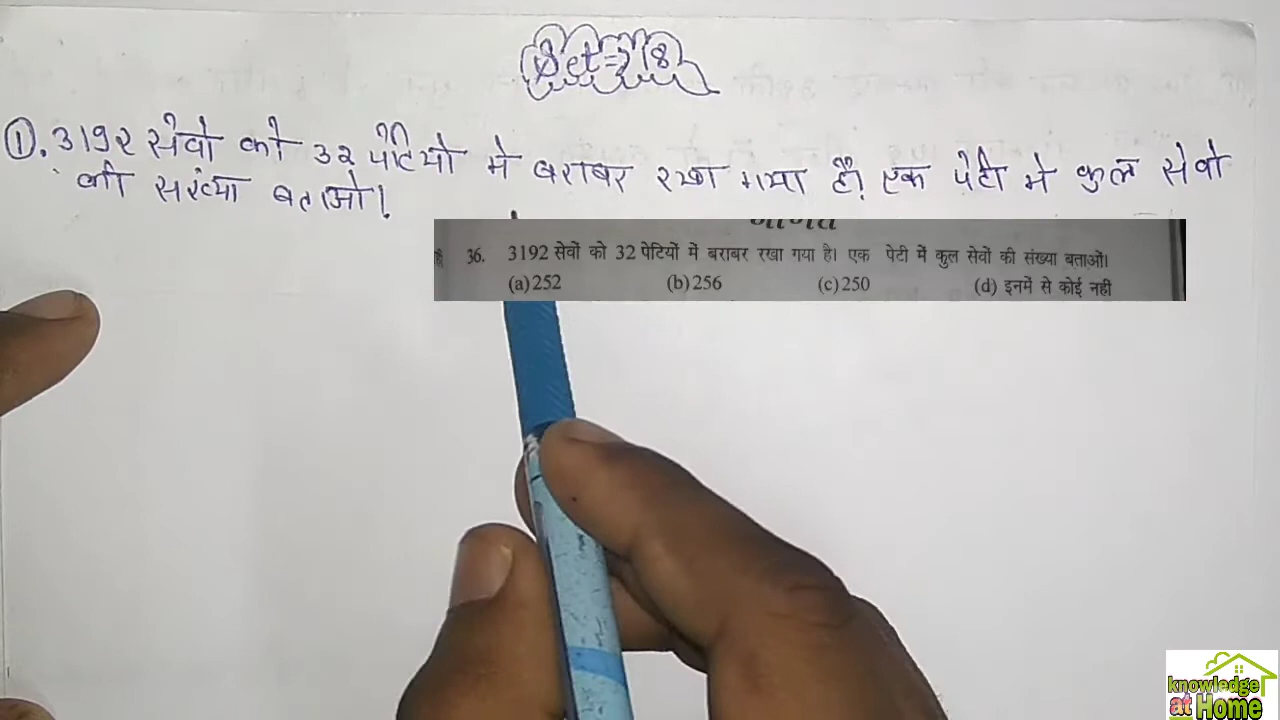 Set=18
①. 3192 सेवो को 32 पेटियो मे बराबर रखा गया है। एक पेटी मे कुल सेवो
की संख्या बताओ।
गणित
36. 3192 सेवों को 32 पेटियों में बराबर रखा गया है। एक पेटी में कुल सेवों की संख्या बताओं।
(a) 252 (b) 256 (c) 250 (d) इनमें से कोई नही
knowledge
at Home